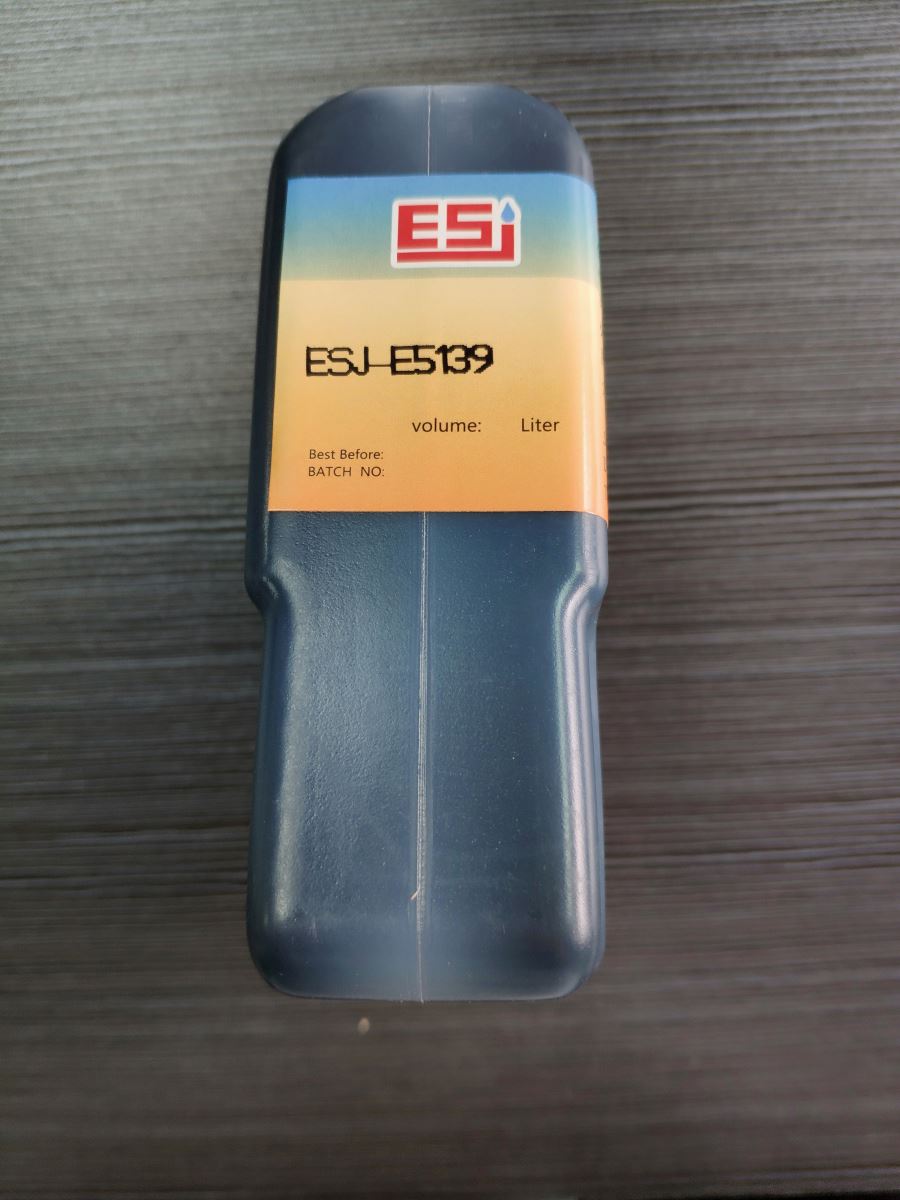 ESj
ESJ-E5139
volume: Liter
Best Before:
BATCH NO: